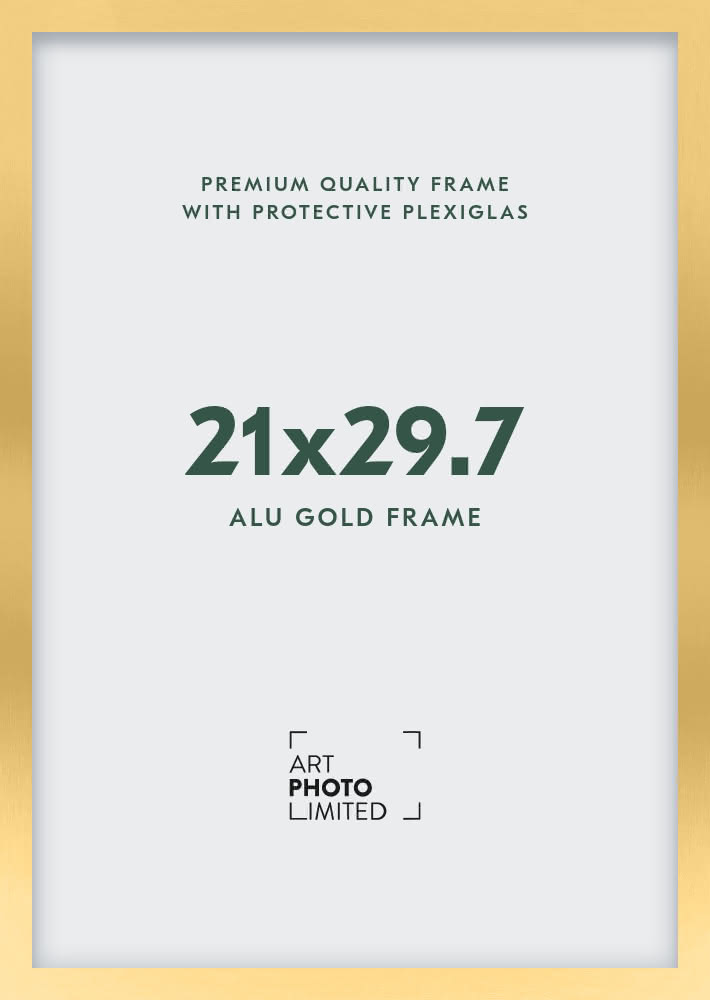 PREMIUM QUALITY FRAME
WITH PROTECTIVE PLEXIGLAS
21x29.7
ALU GOLD FRAME
ART
PHOTO
LIMITED